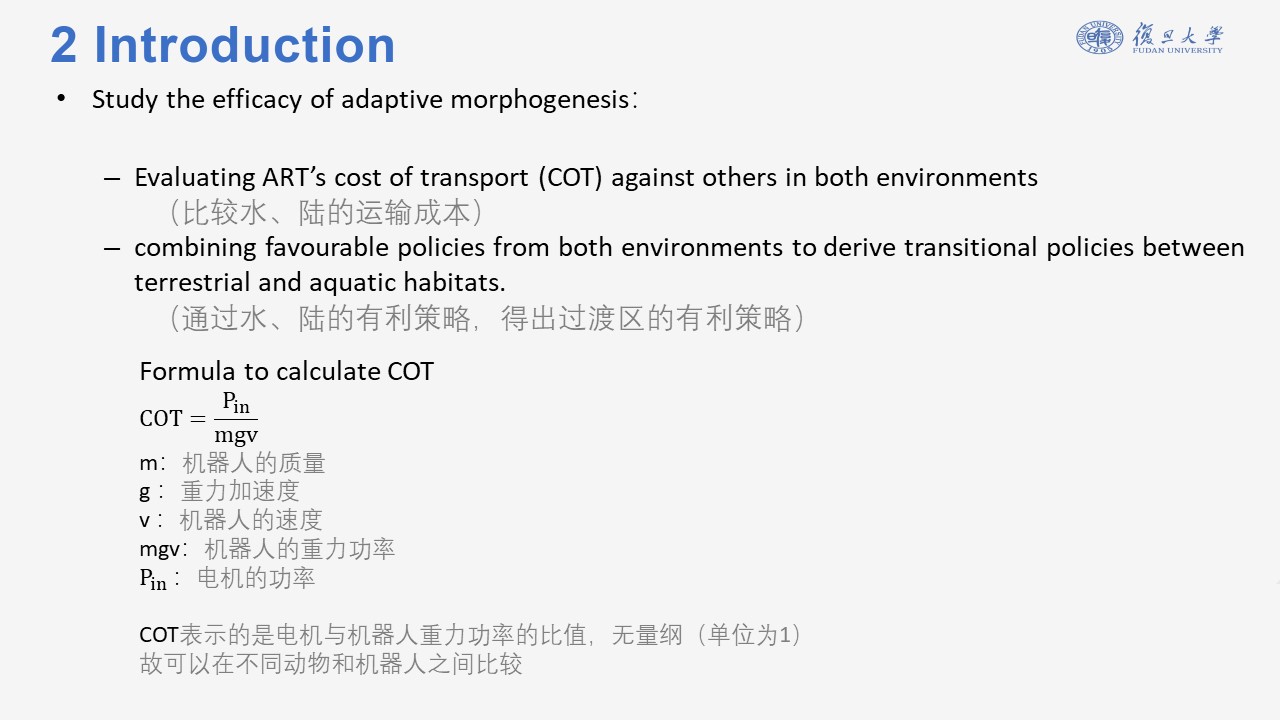 2 Introduction
復旦大學
FUDAN UNIVERSITY
• Study the efficacy of adaptive morphogenesis：
– Evaluating ART’s cost of transport (COT) against others in both environments
（比较水、陆的运输成本）
– combining favourable policies from both environments to derive transitional policies between
terrestrial and aquatic habitats.
（通过水、陆的有利策略，得出过渡区的有利策略）
Formula to calculate COT
COT = P_in / mgv
m：机器人的质量
g：重力加速度
v：机器人的速度
mgv：机器人的重力功率
P_in：电机的功率
COT表示的是电机与机器人重力功率的比值，无量纲（单位为1）
故可以在不同动物和机器人之间比较